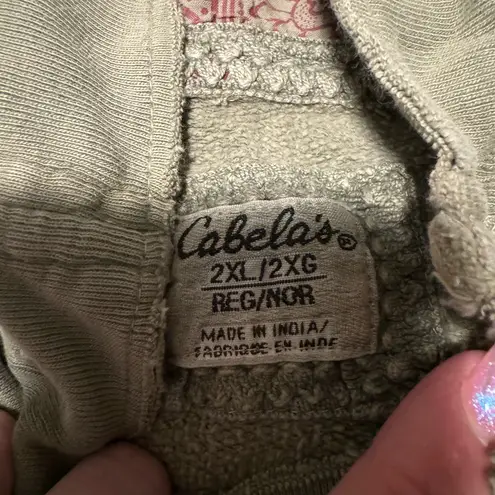 Cabela's®
2XL/2XG
REG/NOR
MADE IN INDIA/
FABRIQUE EN INDE